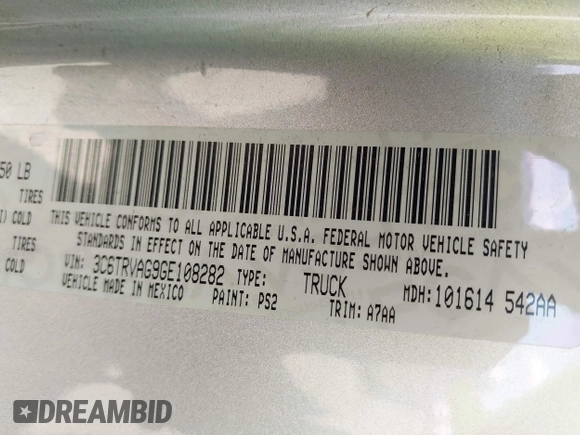 50 LB
TIRES
) COLD
TIRES
COLD
THIS VEHICLE CONFORMS TO ALL APPLICABLE U.S.A. FEDERAL MOTOR VEHICLE SAFETY
STANDARDS IN EFFECT ON THE DATE OF MANUFACTURE SHOWN ABOVE.
VIN: 3C6TRVAG9GE108282 TYPE: TRUCK MDH:101614 542AA
VEHICLE MADE IN MEXICO PAINT: PS2 TRIM: A7AA
DREAMBID